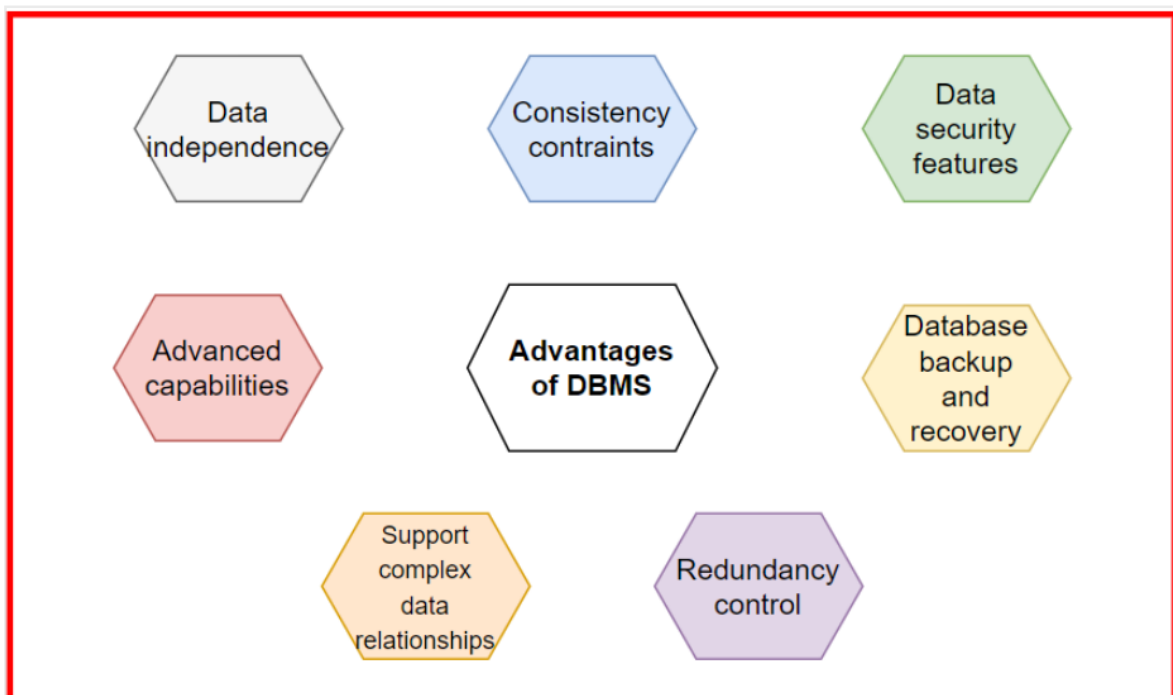 Data
independence
Consistency
contraints
Data
security
features
Advanced
capabilities
Advantages
of DBMS
Database
backup
and
recovery
Support
complex
data
relationships
Redundancy
control